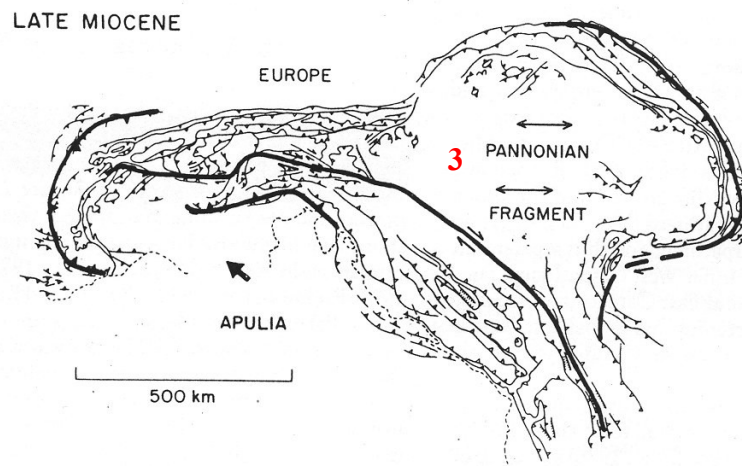 LATE MIOCENE
EUROPE
3
PANNONIAN
FRAGMENT
APULIA
500 km